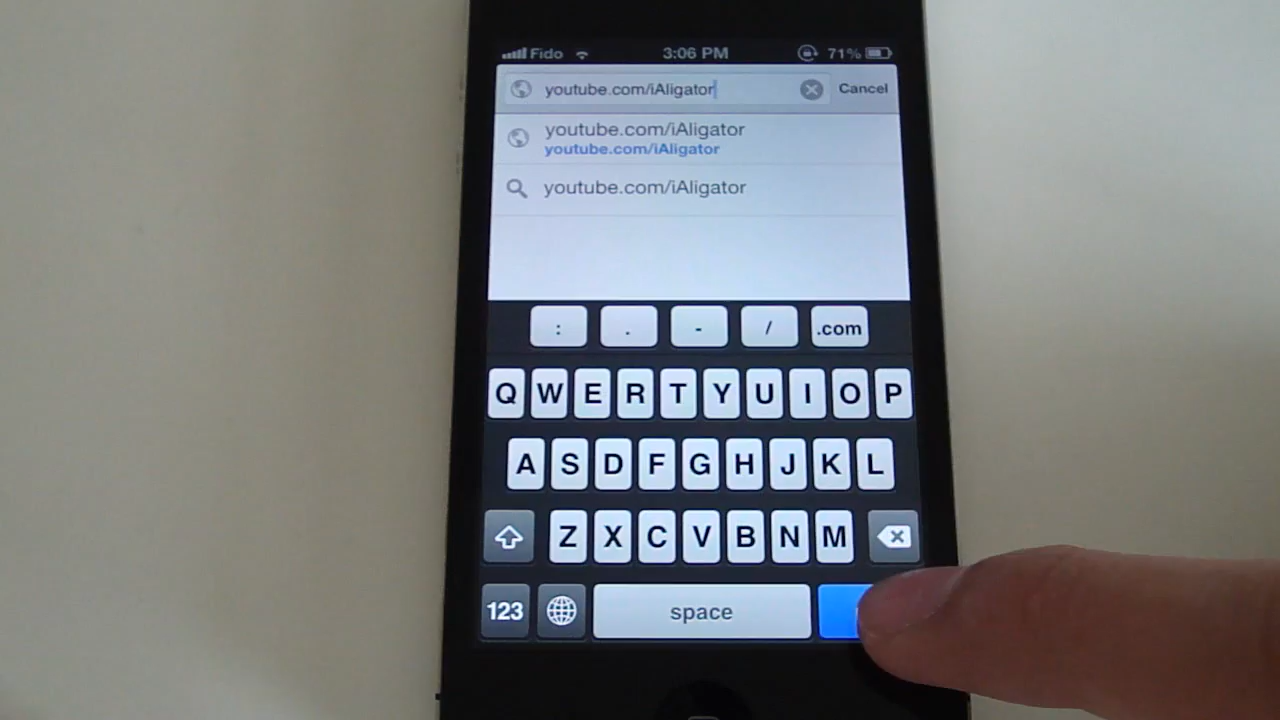 Fido 3:06 PM 71%
youtube.com/iAligator Cancel
youtube.com/iAligator
youtube.com/iAligator
youtube.com/iAligator
: . - / .com
Q W E R T Y U I O P
A S D F G H J K L
Z X C V B N M
123 space